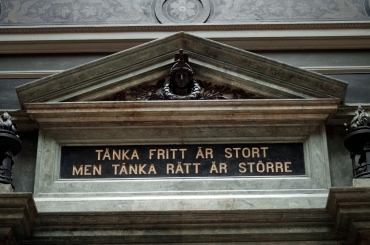 TÄNKA FRITT ÄR STORT
MEN TÄNKA RÄTT ÄR STÖRRE